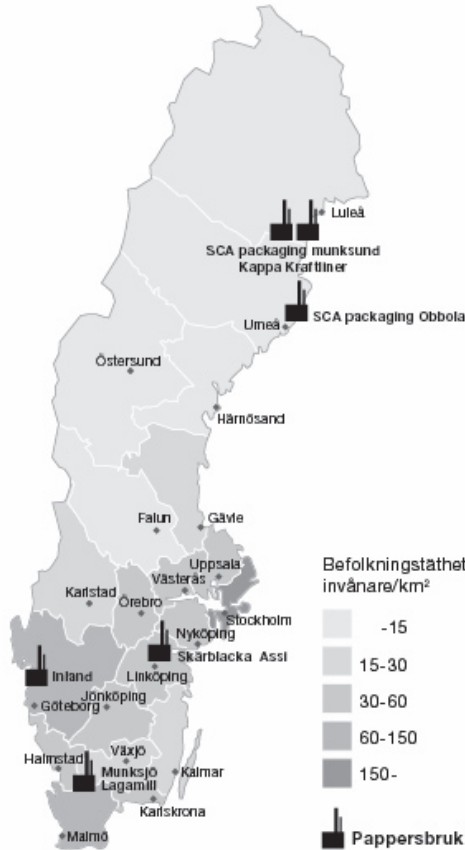 Luleå
SCA packaging munksund
Kappa Kraftliner
SCA packaging Obbola
Umeå
Östersund
Härnösand
Falun
Gävle
Uppsala
Västerås
Karlstad
Örebro
Stockholm
Nyköping
Skärblacka Assi
Inland
Linköping
Göteborg
Jönköping
Halmstad
Växjö
Munksjö
Lagamill
Kalmar
Karlskrona
Malmö
Befolkningstäthet
invånare/km²
-15
15-30
30-60
60-150
150-
Pappersbruk